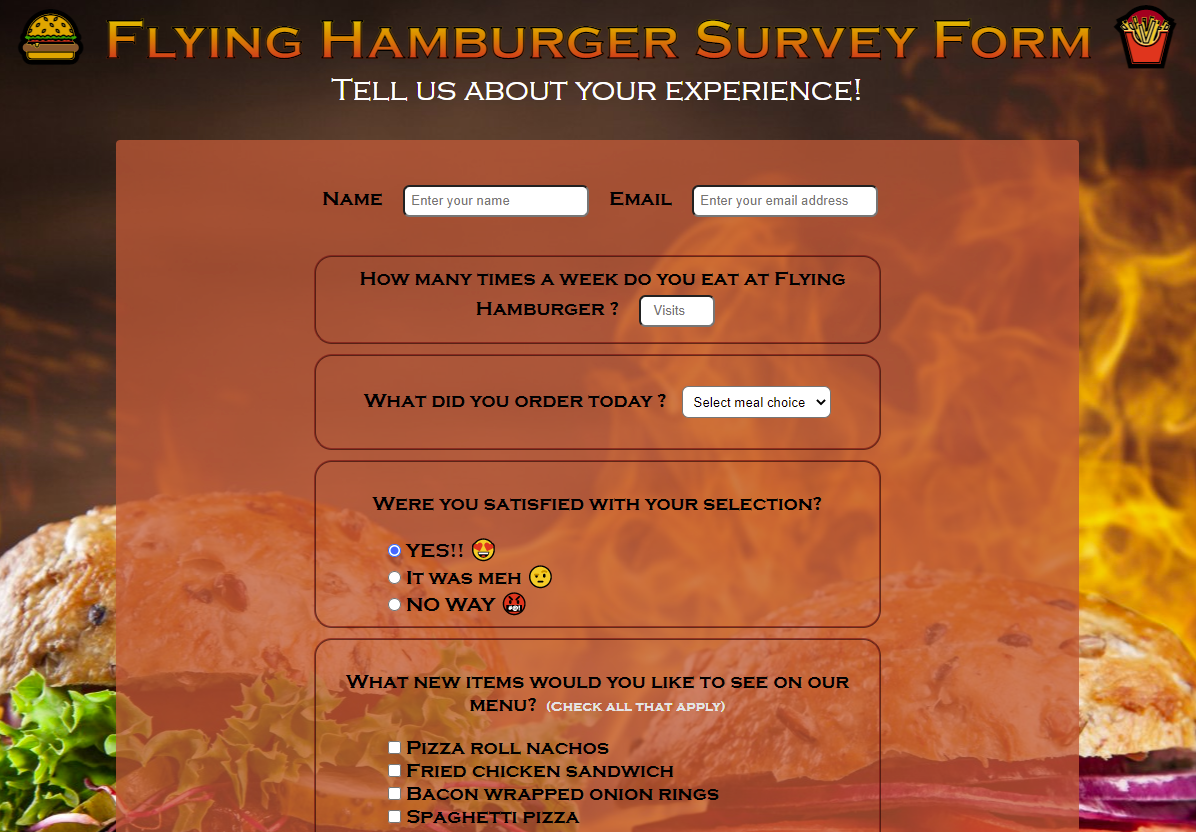 Flying Hamburger Survey Form
Tell us about your experience!
Name Enter your name Email Enter your email address
How many times a week do you eat at Flying
Hamburger ? Visits
What did you order today ? Select meal choice
Were you satisfied with your selection?
YES!! 😍
It was meh 🤨
NO WAY 🤬
What new items would you like to see on our
menu? (Check all that apply)
Pizza roll nachos
Fried chicken sandwich
Bacon wrapped onion rings
Spaghetti pizza